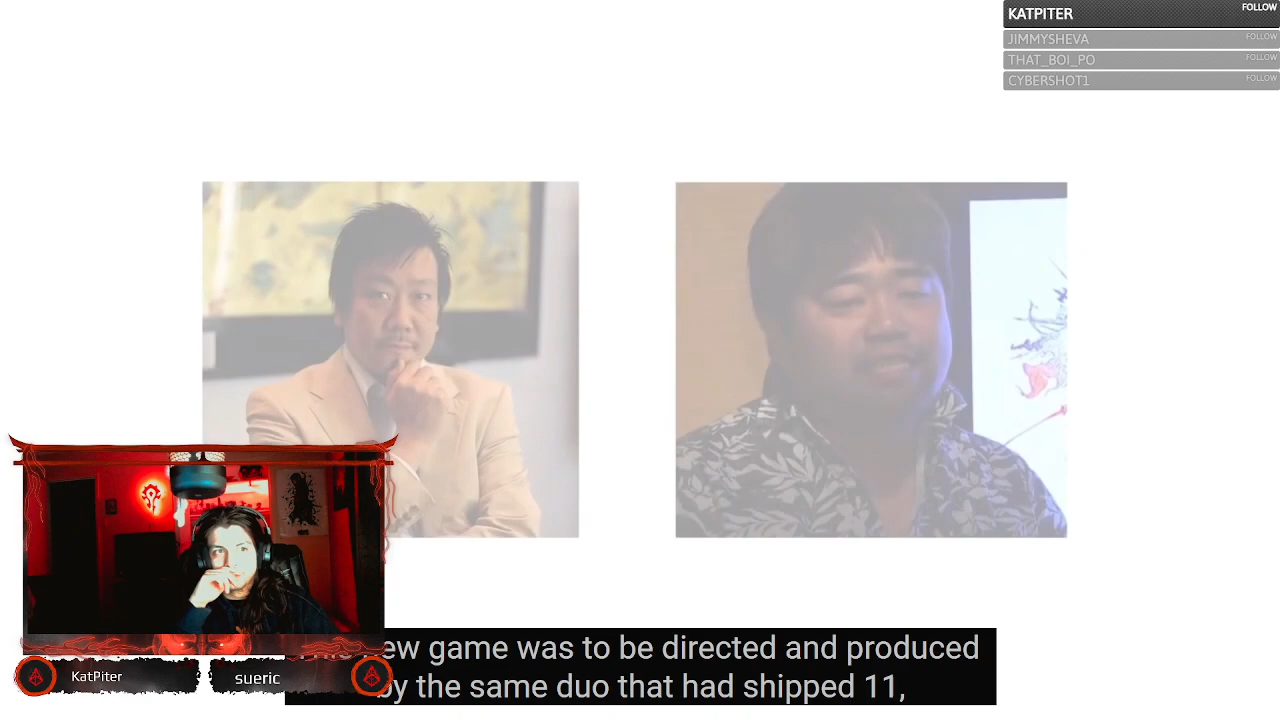 KATPITER FOLLOW
JIMMYSHEVA FOLLOW
THAT_BOI_PO FOLLOW
CYBERSHOT1 FOLLOW
new game was to be directed and produced
by the same duo that had shipped 11,
KatPiter
sueric